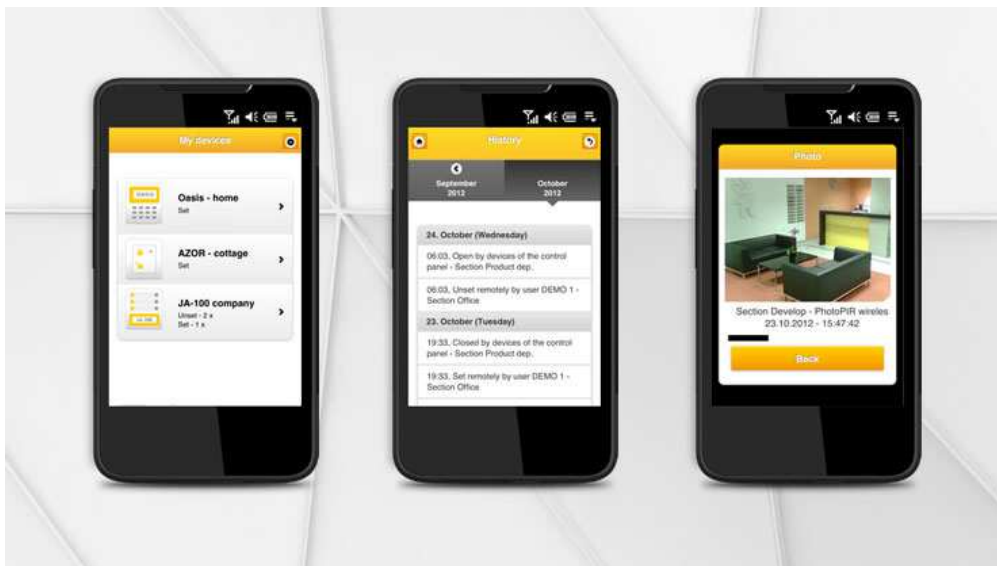 My devices
Oasis - home
Set
AZOR - cottage
Set
JA-100 company
Unset - 2 x
Set - 1 x
History
September
2012
October
2012
24. October (Wednesday)
06:03, Open by devices of the control
panel - Section Product dep.
06:03, Unset remotely by user DEMO 1 -
Section Office
23. October (Tuesday)
19:33, Closed by devices of the control
panel - Section Product dep.
19:33, Set remotely by user DEMO 1 -
Section Office
Photo
Section Develop - PhotoPIR wireles
23.10.2012 - 15:47:42
Back